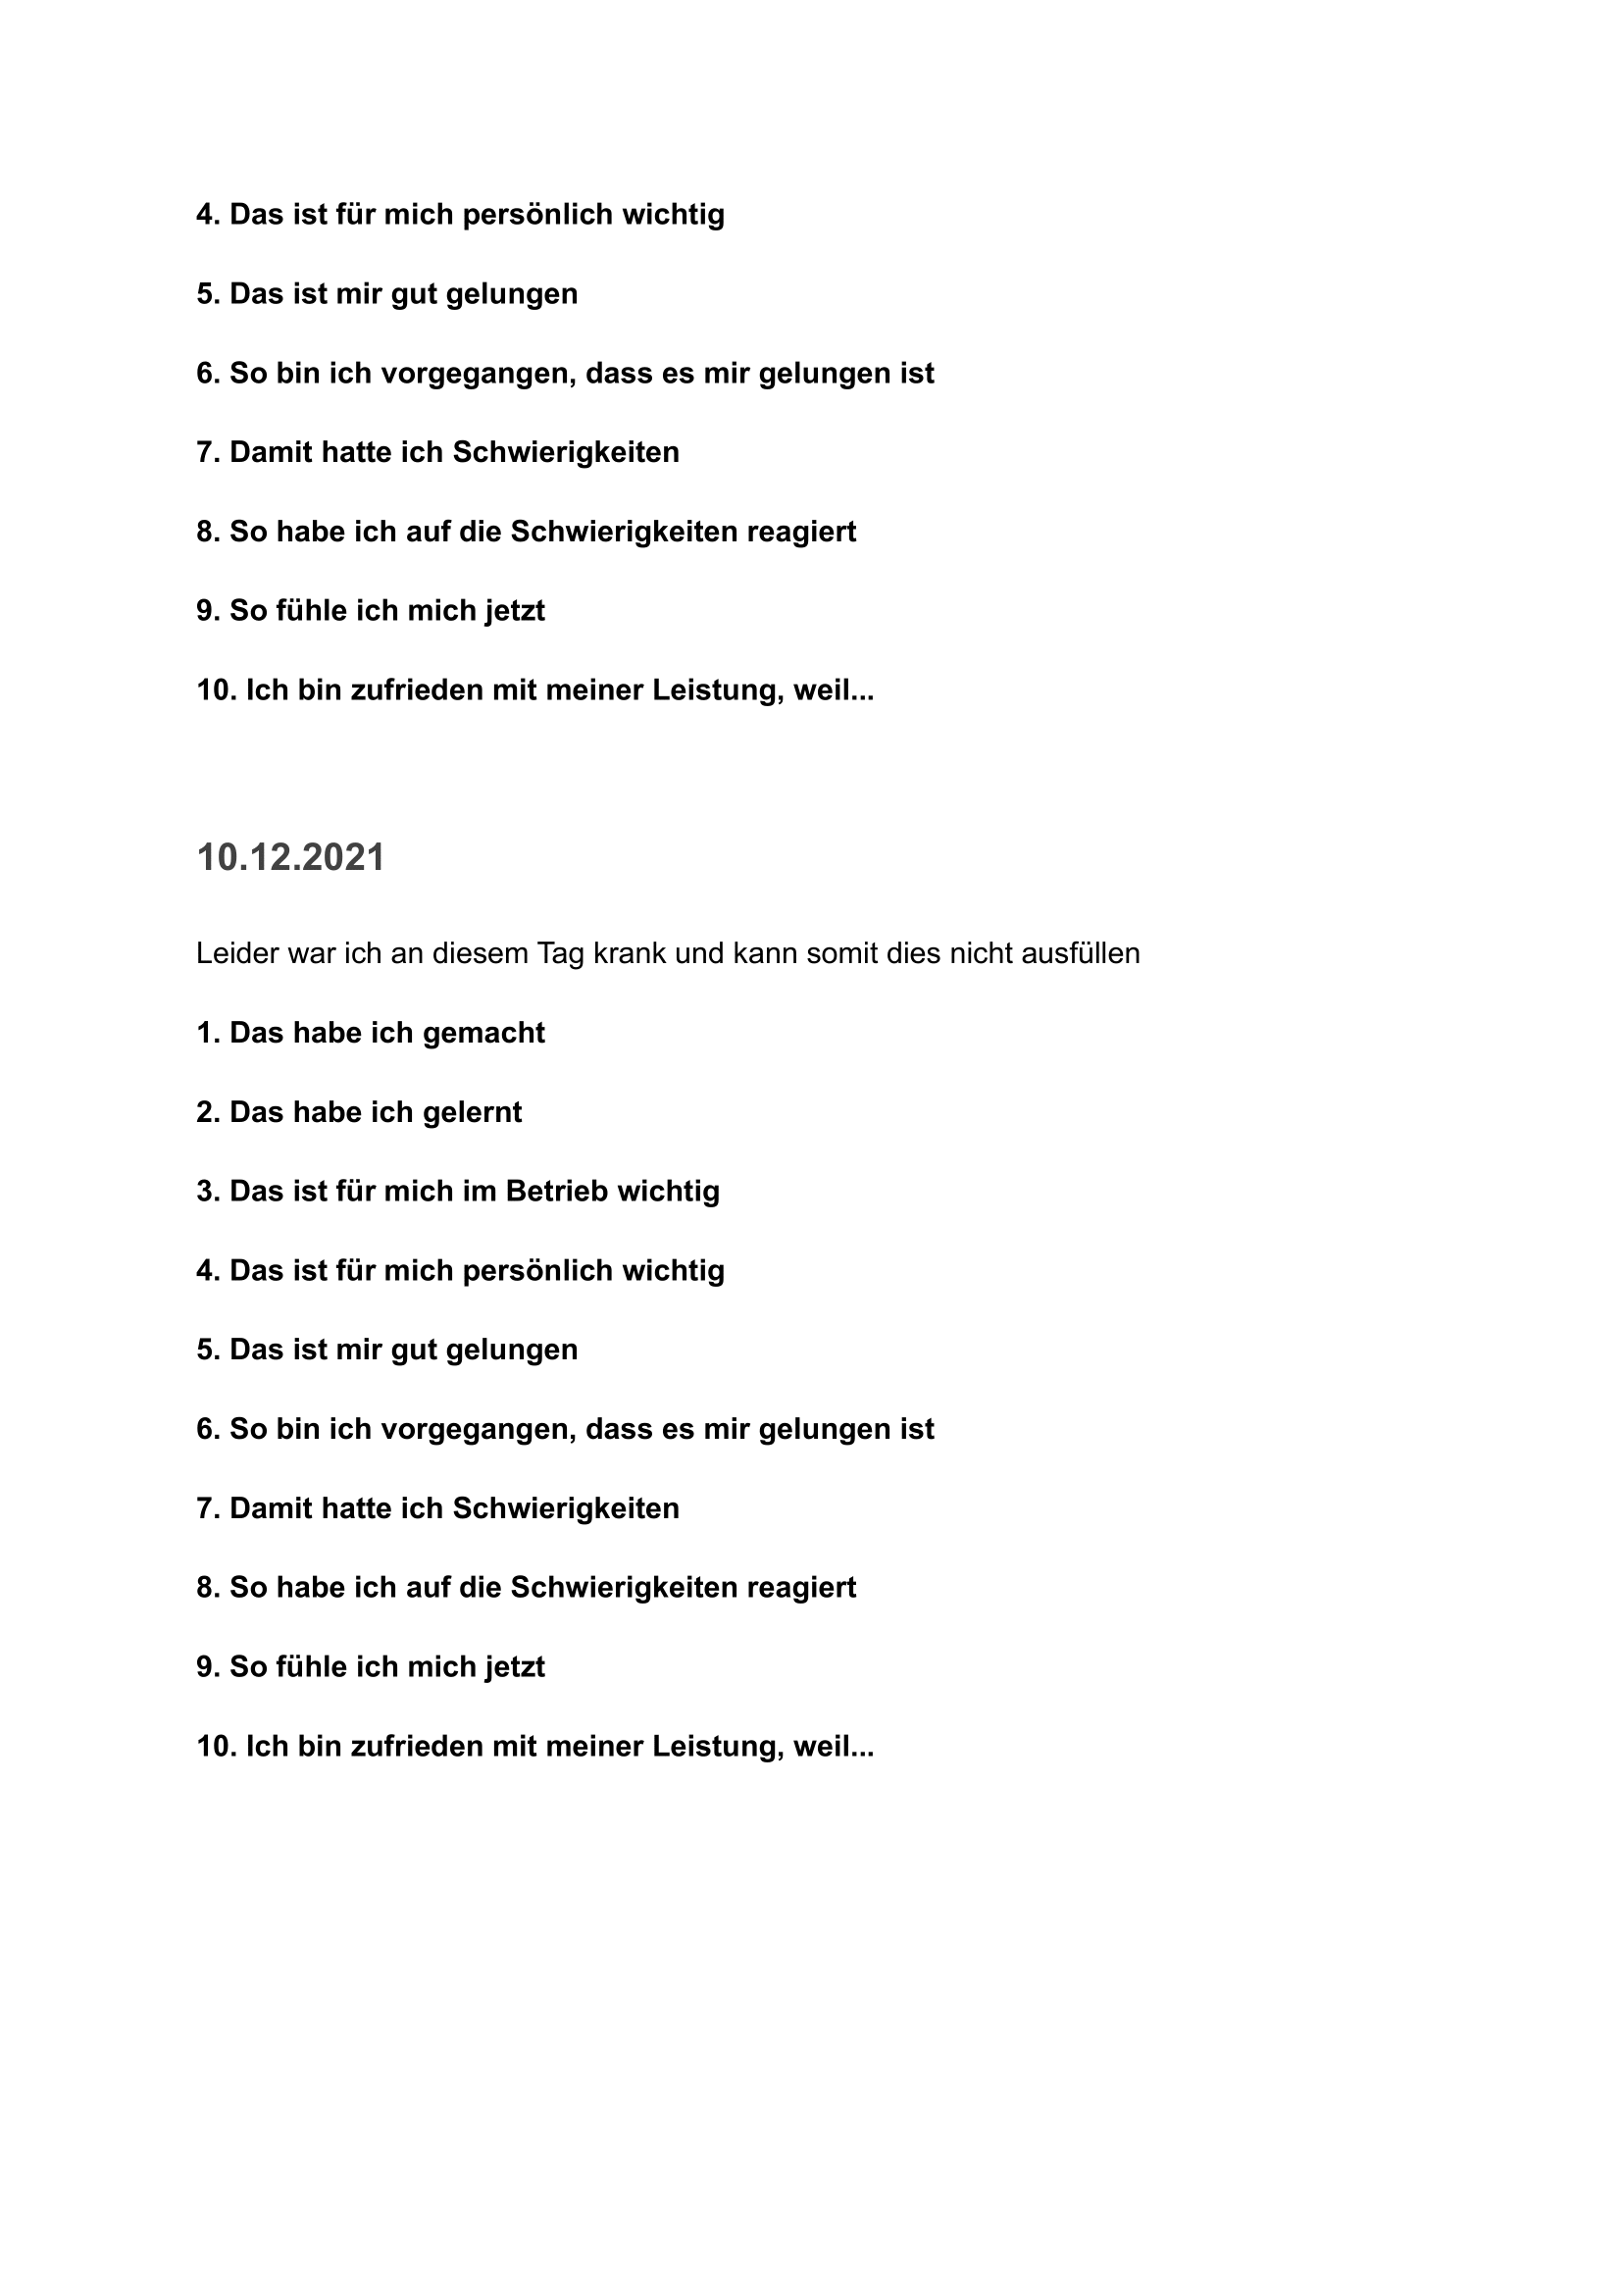 4. Das ist für mich persönlich wichtig
5. Das ist mir gut gelungen
6. So bin ich vorgegangen, dass es mir gelungen ist
7. Damit hatte ich Schwierigkeiten
8. So habe ich auf die Schwierigkeiten reagiert
9. So fühle ich mich jetzt
10. Ich bin zufrieden mit meiner Leistung, weil...
10.12.2021
Leider war ich an diesem Tag krank und kann somit dies nicht ausfüllen
1. Das habe ich gemacht
2. Das habe ich gelernt
3. Das ist für mich im Betrieb wichtig
4. Das ist für mich persönlich wichtig
5. Das ist mir gut gelungen
6. So bin ich vorgegangen, dass es mir gelungen ist
7. Damit hatte ich Schwierigkeiten
8. So habe ich auf die Schwierigkeiten reagiert
9. So fühle ich mich jetzt
10. Ich bin zufrieden mit meiner Leistung, weil...